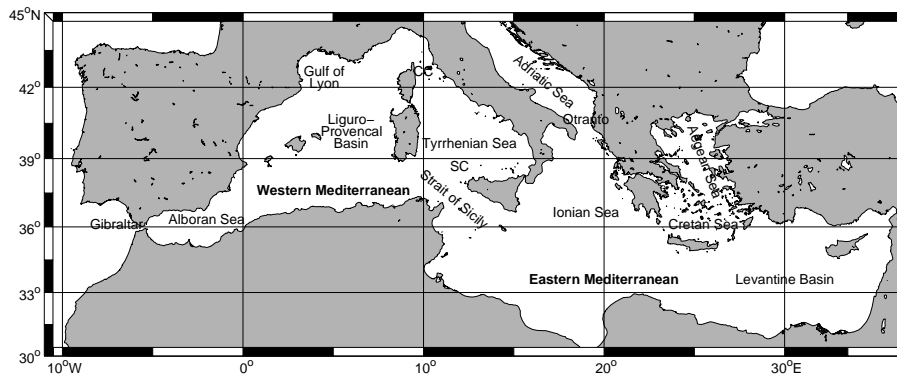 45°N
Gulf of
Lyon
CC
Adriatic Sea
42°
Liguro–
Provencal
Basin
Otranto
Tyrrhenian Sea
Aegean Sea
39°
SC
Western Mediterranean
Strait of Sicily
Gibraltar
Alboran Sea
Ionian Sea
Cretan Sea
36°
Eastern Mediterranean
Levantine Basin
33°
30°
10°W
0°
10°E
20°E
30°E